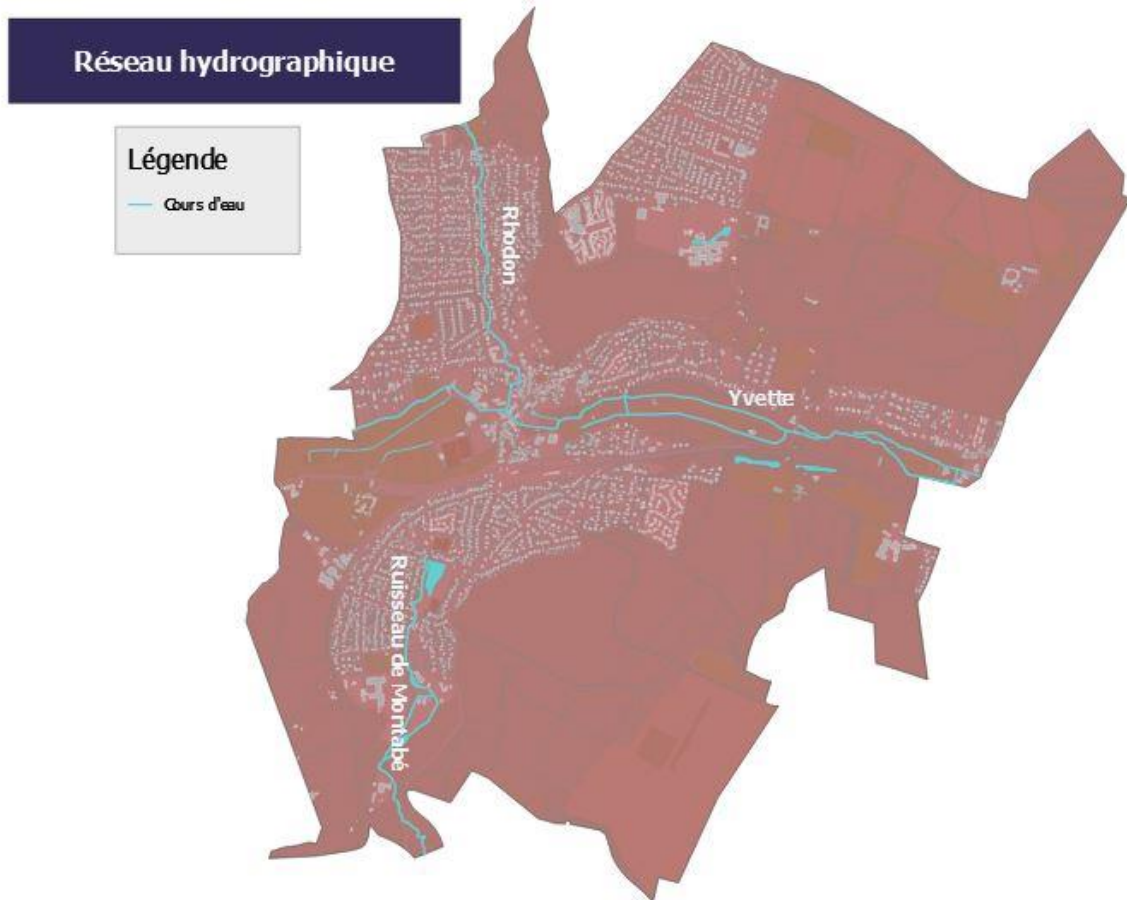 Réseau hydrographique
Légende
Cours d'eau
Rhodon
Yvette
Ruisseau de Montabé